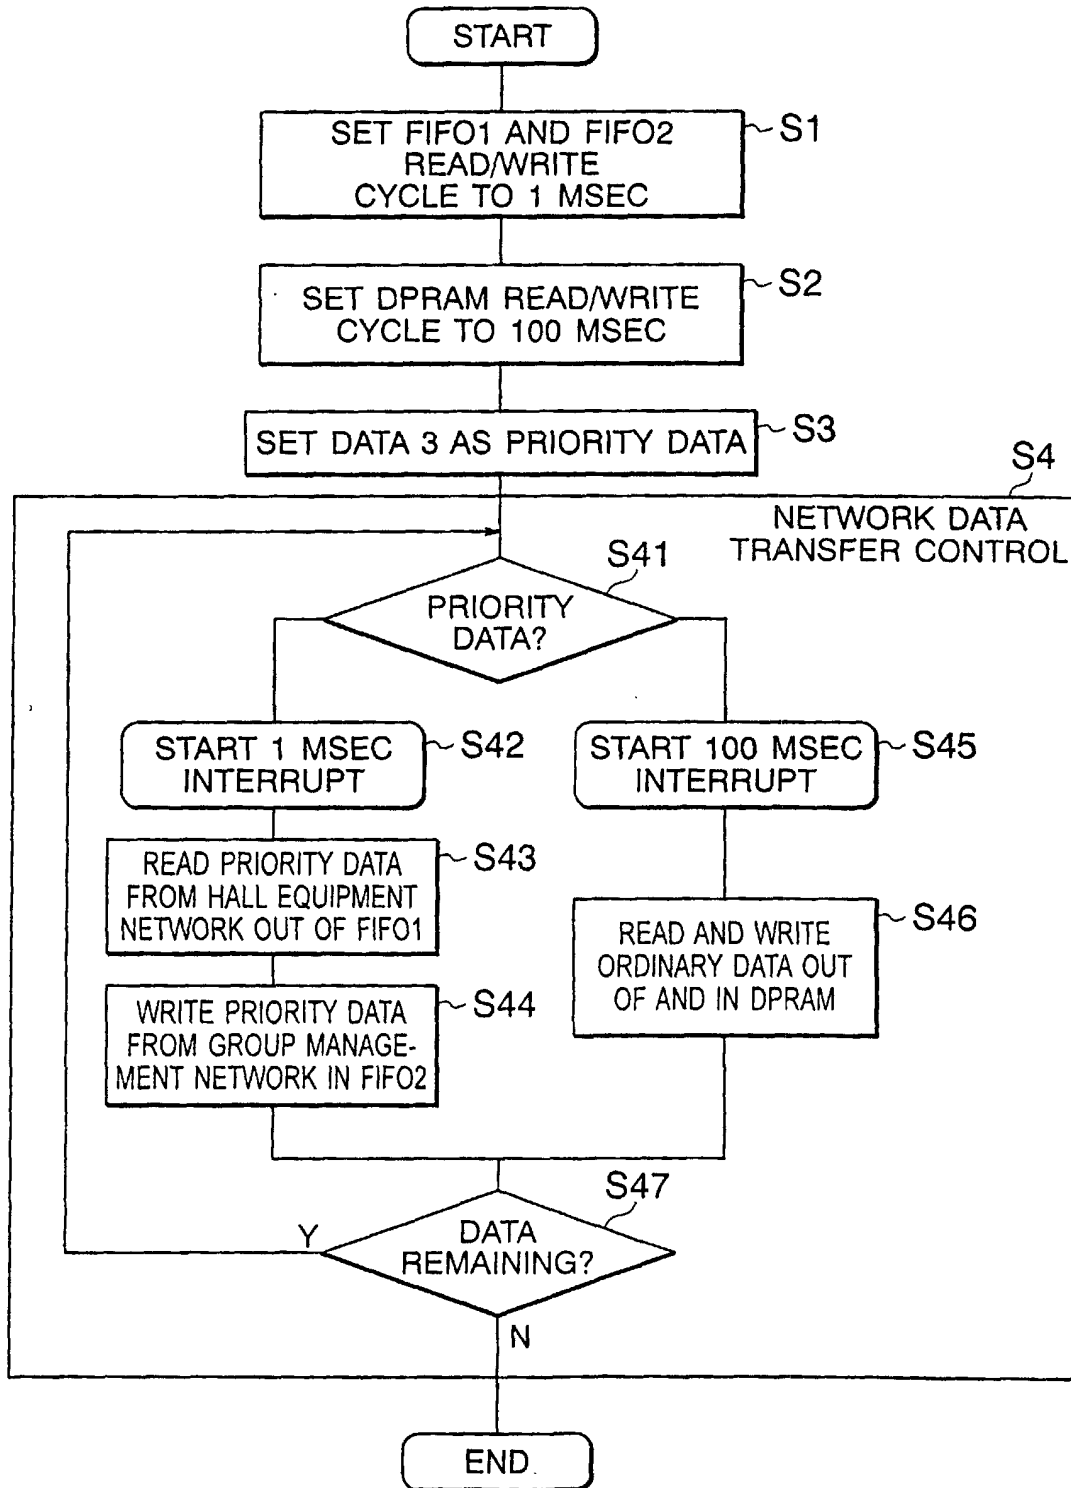 START
SET FIFO1 AND FIFO2
READ/WRITE
CYCLE TO 1 MSEC
S1
SET DPRAM READ/WRITE
CYCLE TO 100 MSEC
S2
SET DATA 3 AS PRIORITY DATA
S3
S4
NETWORK DATA
TRANSFER CONTROL
S41
PRIORITY
DATA?
START 1 MSEC
INTERRUPT
S42
START 100 MSEC
INTERRUPT
S45
READ PRIORITY DATA
FROM HALL EQUIPMENT
NETWORK OUT OF FIFO1
S43
READ AND WRITE
ORDINARY DATA OUT
OF AND IN DPRAM
S46
WRITE PRIORITY DATA
FROM GROUP MANAGE-
MENT NETWORK IN FIFO2
S44
S47
DATA
REMAINING?
Y
N
END